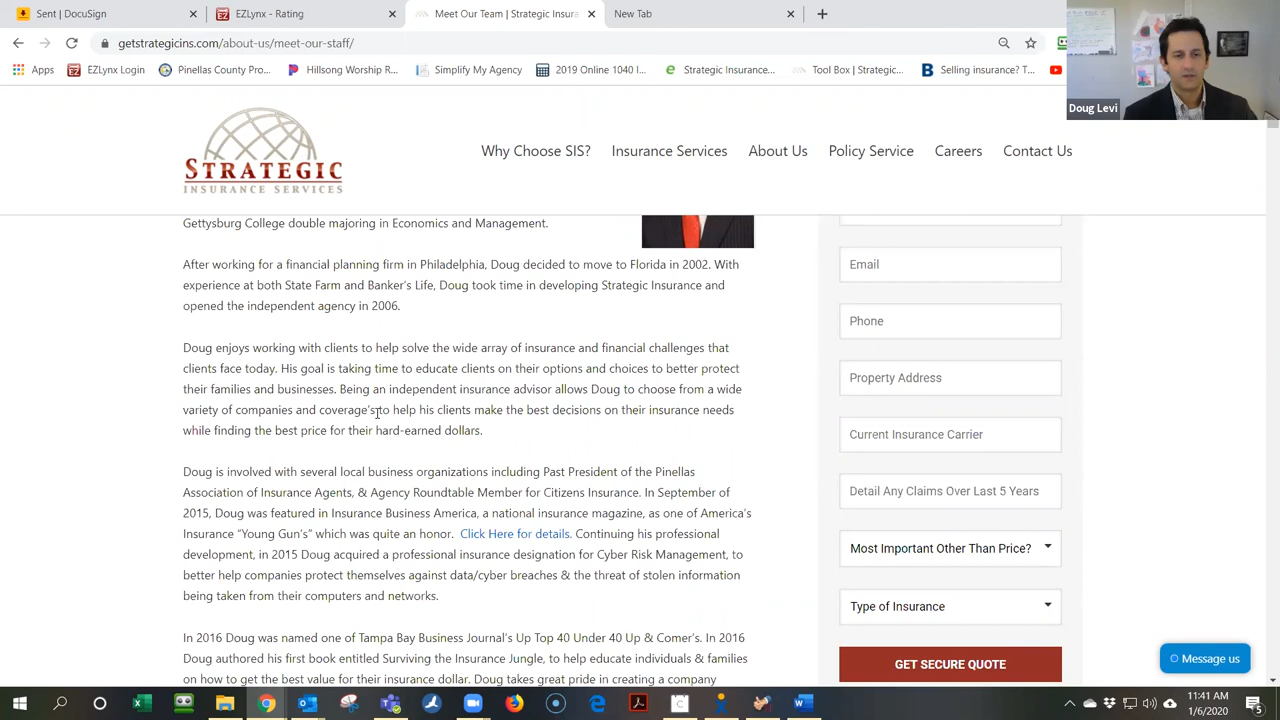 Sent | DocuSign
EZLynx - Rating
Meet Our Team | Strategic Insura
New Tab
getstrategicins.com/about-us/meet-our-staff/
Apps
EZLynx Login
Pinellas County Pro...
Hillsong Worship R...
Simplify My Agency
2019 Online 1040 I...
Strategic Insurance...
Tool Box | Strategic...
Selling insurance? T...
Doug Levi
STRATEGIC
INSURANCE SERVICES
Why Choose SIS?
Insurance Services
About Us
Policy Service
Careers
Contact Us
Gettysburg College double majoring in Economics and Management.
After working for a financial planning firm in Philadelphia, Doug decided to move to Florida in 2002. With
experience at both State Farm and Banker's Life, Doug took time in developing Strategic Insurance and
opened the independent agency in 2006.
Doug enjoys working with clients to help solve the wide array of insurance and financial challenges that
clients face today. His goal is taking time to educate clients on their options and choices to better protect
their families and businesses. Being an independent insurance advisor allows Doug to choose from a wide
variety of companies and coverage's to help his clients make the best decisions on their insurance needs
while finding the best price for their hard-earned dollars.
Doug is involved with several local business organizations including Past President of the Pinellas
Association of Insurance Agents, & Agency Roundtable Member for Citizens Insurance. In September of
2015, Doug was featured in Insurance Business America, a national insurance magazine, as one of America's
Insurance "Young Gun's" which was quite an honor. Click Here for details. Continuing his professional
development, in 2015 Doug acquired a professional insurance designation for Cyber Risk Management, to
better help companies protect themselves against data/cyber breaches & the threat of stolen information
being taken from their computers and networks.
In 2016 Doug was named one of Tampa Bay Business Journal's Up Top 40 Under 40 Up & Comer's. In 2016
Doug authored his first book entitled Surviving the Insurance Jungle, to help educate individuals & families
on how to get the best value for their insurance dollar. Doug takes great pride in creating a company
Email
Phone
Property Address
Current Insurance Carrier
Detail Any Claims Over Last 5 Years
Most Important Other Than Price?
Type of Insurance
GET SECURE QUOTE
Message us
11:41 AM
1/6/2020
5